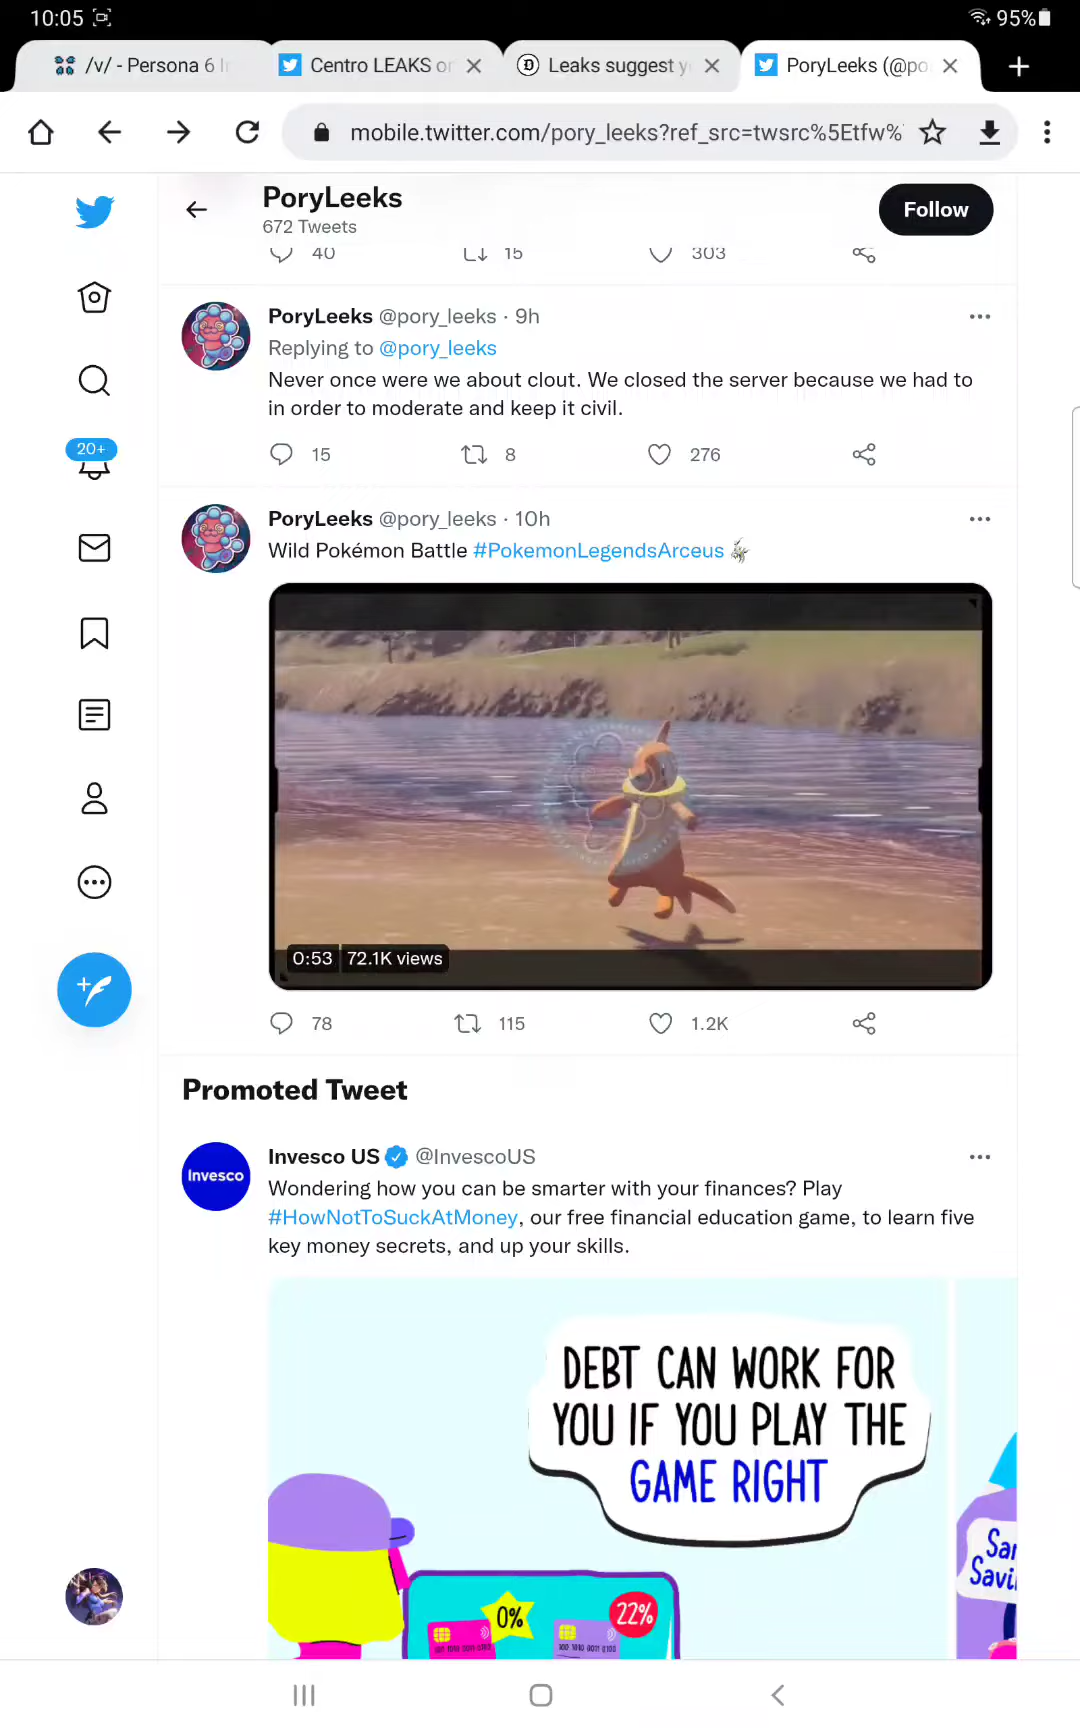 10:05
95%
/v/ - Persona 6
Centro LEAKS on
Leaks suggest y
PoryLeeks (@po
mobile.twitter.com/pory_leeks?ref_src=twsrc%5Etfw%
PoryLeeks
672 Tweets
Follow
40 15 303
PoryLeeks @pory_leeks · 9h
Replying to @pory_leeks
Never once were we about clout. We closed the server because we had to
in order to moderate and keep it civil.
15 8 276
20+
PoryLeeks @pory_leeks · 10h
Wild Pokémon Battle #PokemonLegendsArceus
0:53 72.1K views
78 115 1.2K
Promoted Tweet
Invesco
Invesco US @InvescoUS
Wondering how you can be smarter with your finances? Play
#HowNotToSuckAtMoney, our free financial education game, to learn five
key money secrets, and up your skills.
DEBT CAN WORK FOR
YOU IF YOU PLAY THE
GAME RIGHT
Savi
0%
22%